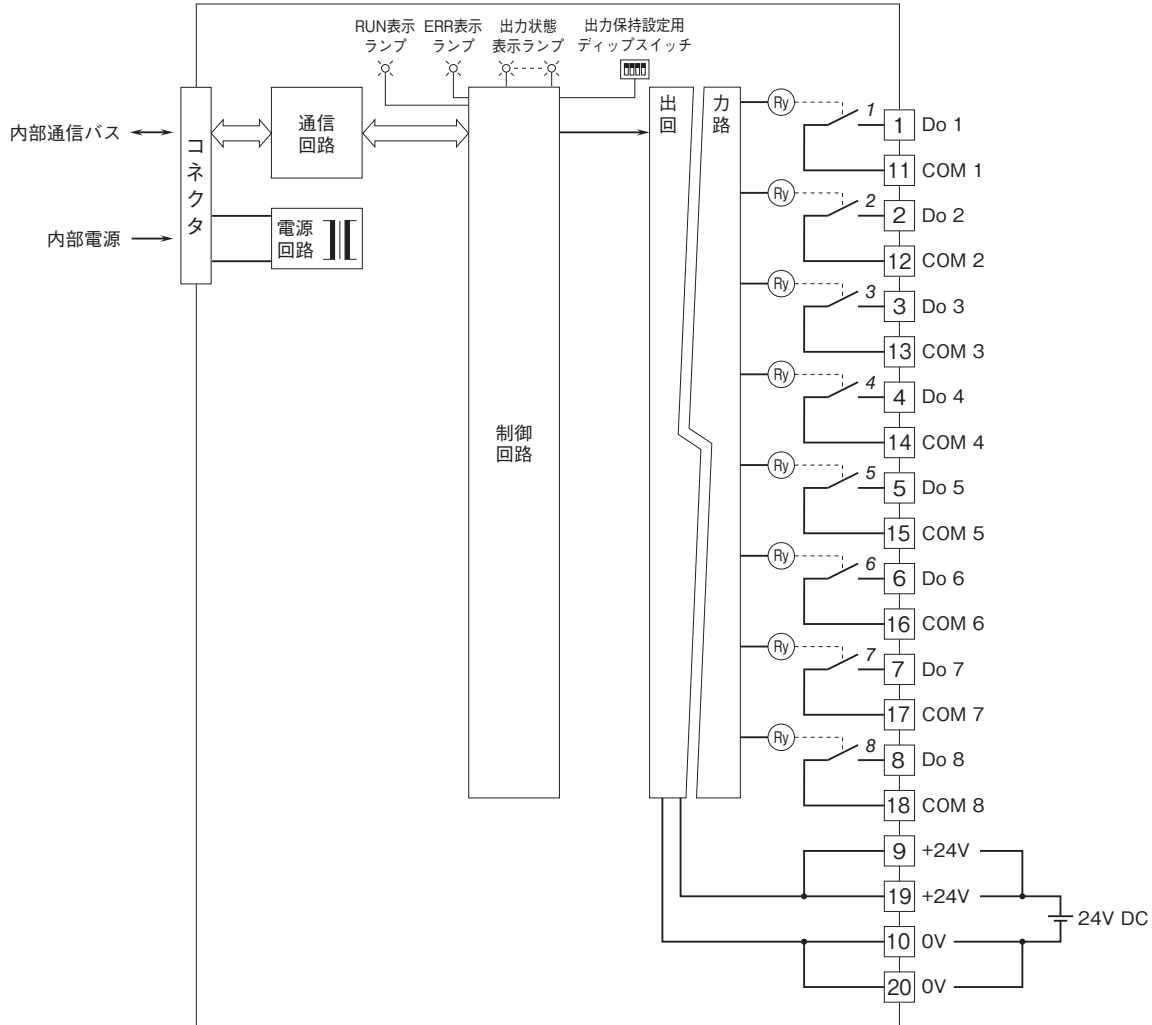 RUN表示
ランプ
ERR表示
ランプ
出力状態
表示ランプ
出力保持設定用
ディップスイッチ
内部通信バス
コネクタ
通信
回路
内部電源
電源
回路
制御
回路
出力
回路
Ry
1
1
Do 1
11
COM 1
Ry
2
2
Do 2
12
COM 2
Ry
3
3
Do 3
13
COM 3
Ry
4
4
Do 4
14
COM 4
Ry
5
5
Do 5
15
COM 5
Ry
6
6
Do 6
16
COM 6
Ry
7
7
Do 7
17
COM 7
Ry
8
8
Do 8
18
COM 8
9
+24V
19
+24V
24V DC
10
0V
20
0V